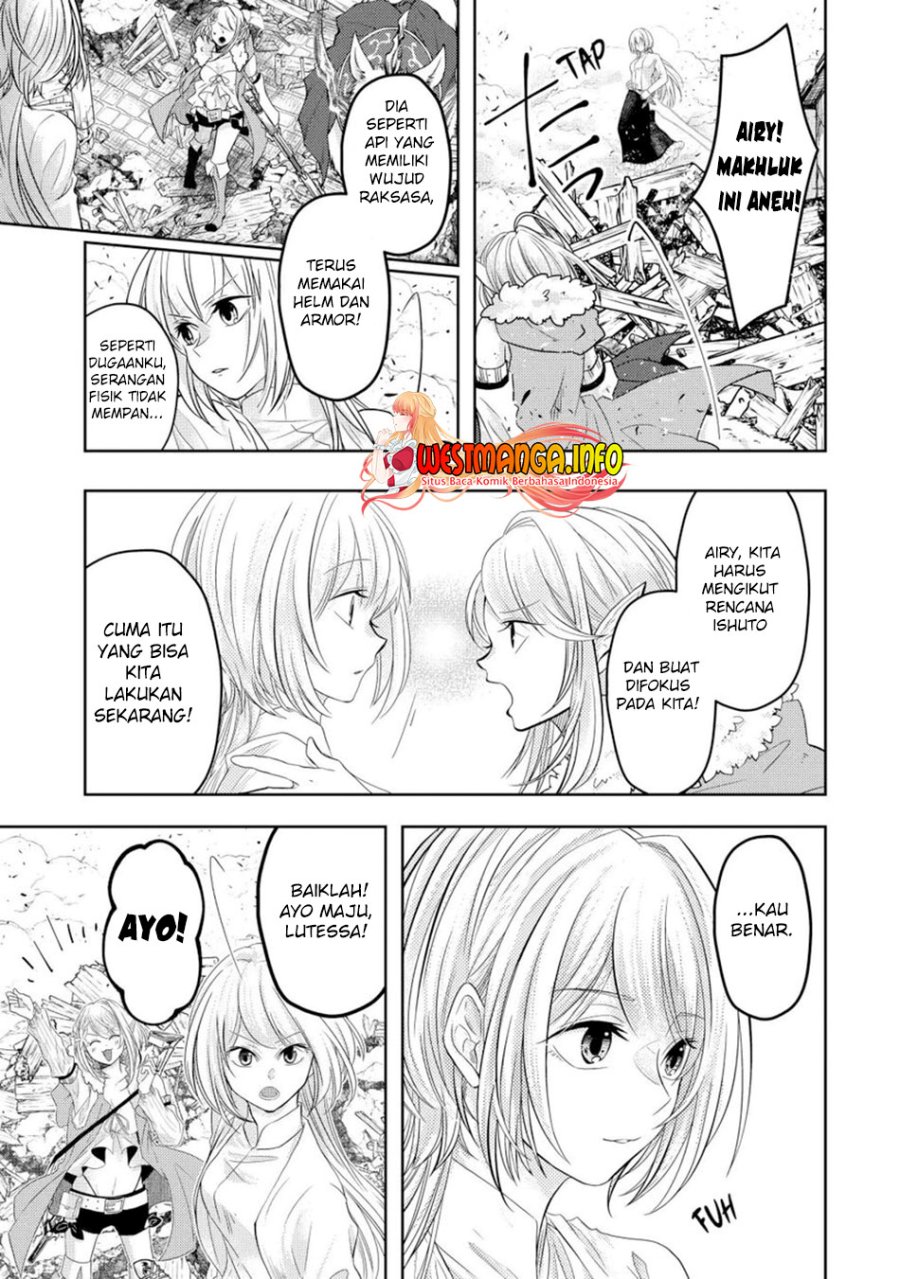 TAP
AIRY!
MAKHLUK
INI ANEH!
DIA
SEPERTI
API YANG
MEMILIKI
WUJUD
RAKSASA,
TERUS
MEMAKAI
HELM DAN
ARMOR!
SEPERTI
DUGAANKU,
SERANGAN
FISIK TIDAK
MEMPAN...
WESTMANGA.INFO
Situs Baca Komik Berbahasa Indonesia
AIRY, KITA
HARUS
MENGIKUT
RENCANA
ISHUTO
DAN BUAT
DIFOKUS
PADA KITA!
CUMA ITU
YANG BISA
KITA
LAKUKAN
SEKARANG!
...KAU
BENAR.
FUH
BAIKLAH!
AYO MAJU,
LUTESSA!
AYO!